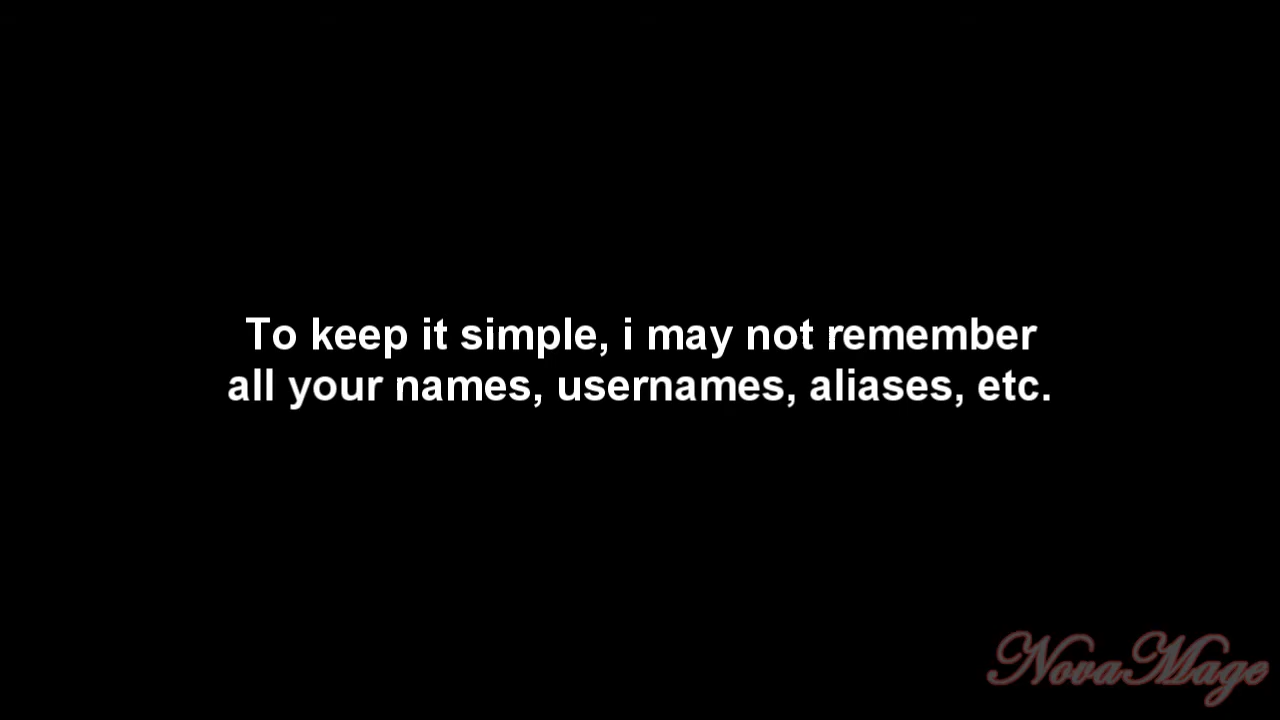 To keep it simple, i may not remember
all your names, usernames, aliases, etc.
NovaMage